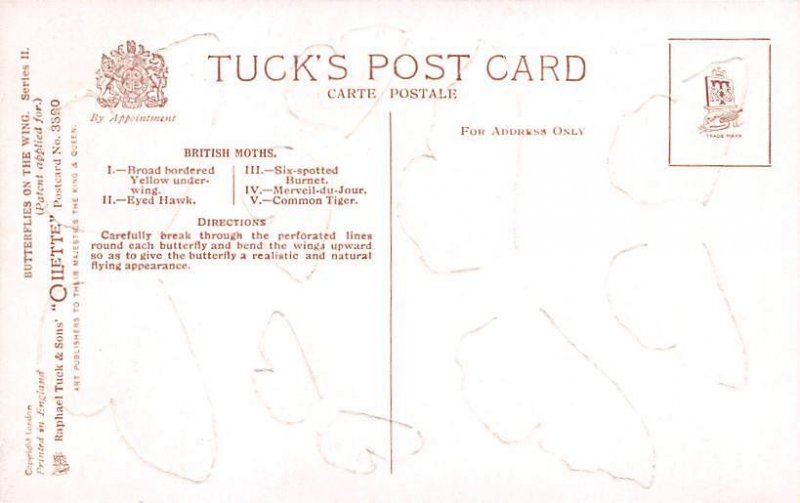 TUCK'S POST CARD
CARTE POSTALE
By Appointment
FOR ADDRESS ONLY
TRADE MARK
BRITISH MOTHS.
I.—Broad bordered
Yellow under-
wing.
II.—Eyed Hawk.
III.—Six-spotted
Burnet.
IV.—Merveil-du-Jour.
V.—Common Tiger.
DIRECTIONS
Carefully break through the perforated lines
round each butterfly and bend the wings upward
so as to give the butterfly a realistic and natural
flying appearance.
BUTTERFLIES ON THE WING. Series II.
(Patent applied for.)
Copyright London
Printed in England
Raphael Tuck & Sons' "OILETTE" Postcard No. 3390
ART PUBLISHERS TO THEIR MAJESTIES THE KING & QUEEN.